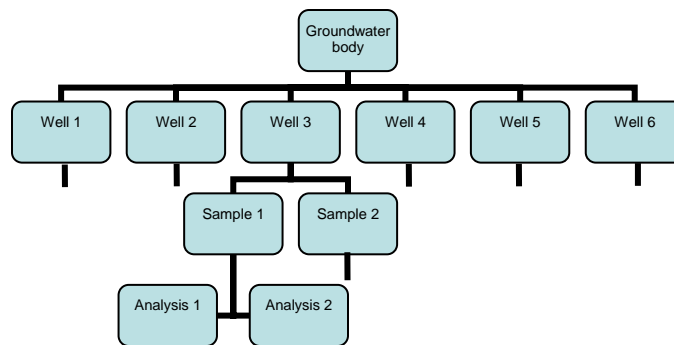 Groundwater
body
Well 1
Well 2
Well 3
Well 4
Well 5
Well 6
Sample 1
Sample 2
Analysis 1
Analysis 2